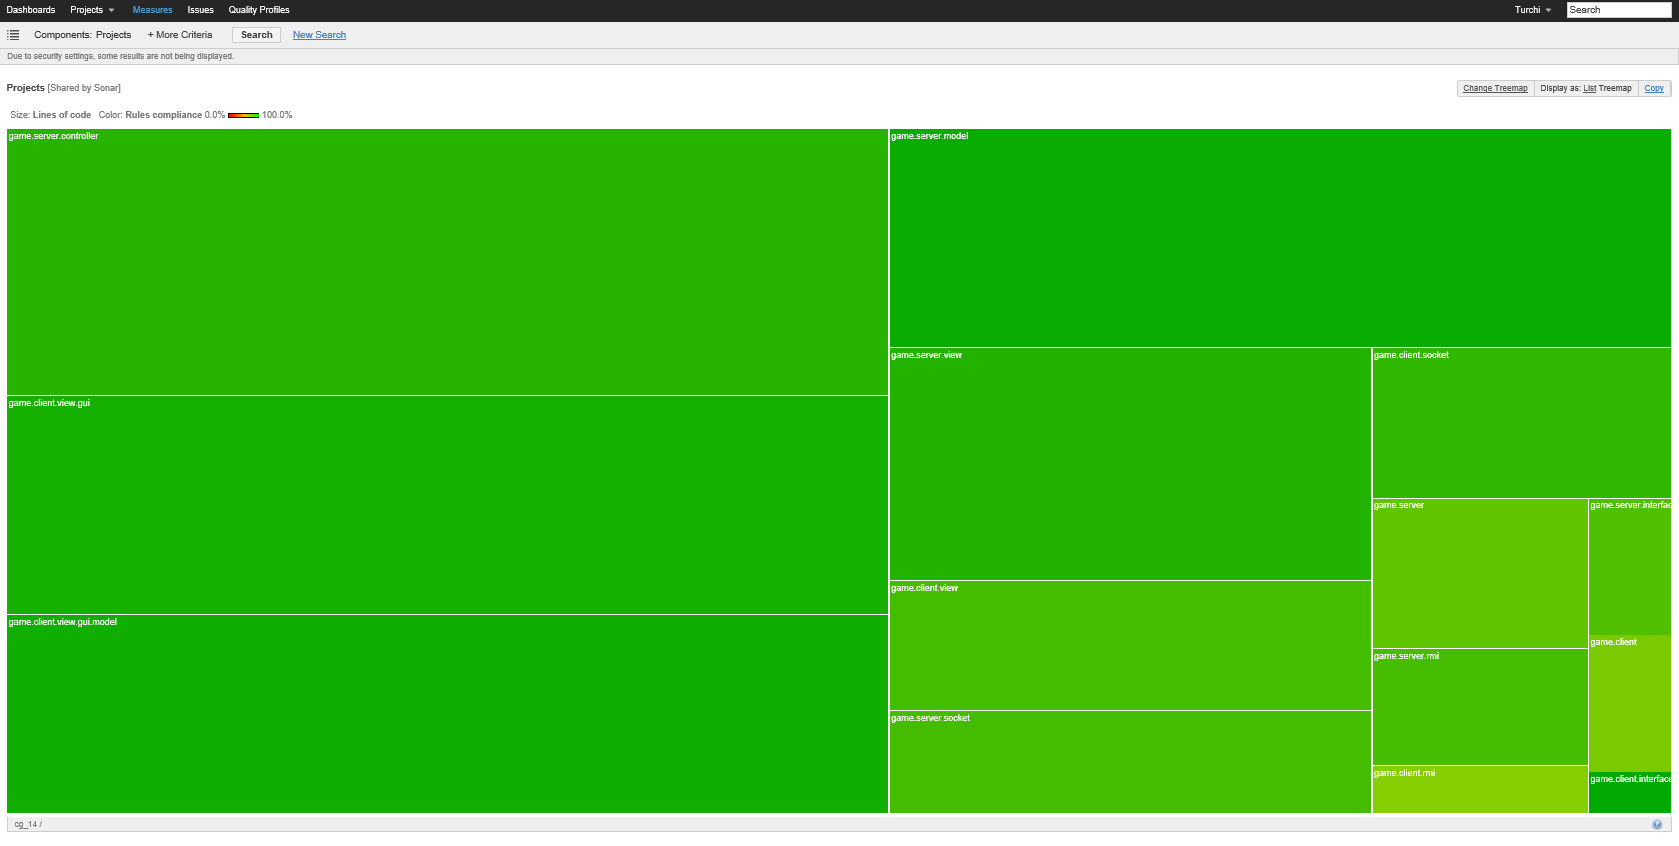 Dashboards Projects Measures Issues Quality Profiles Turchi Search
Components: Projects + More Criteria Search New Search
Due to security settings, some results are not being displayed.
Projects [Shared by Sonar] Change Treemap Display as: List Treemap Copy
Size: Lines of code Color: Rules compliance 0.0% 100.0%
game.server.controller
game.server.model
game.server.view
game.client.socket
game.client.view.gui
game.server
game.server.interfac
game.client.view
game.client.view.gui.model
game.client
game.server.rmi
game.server.socket
game.client.rmi
game.client.interface
cg_14 /